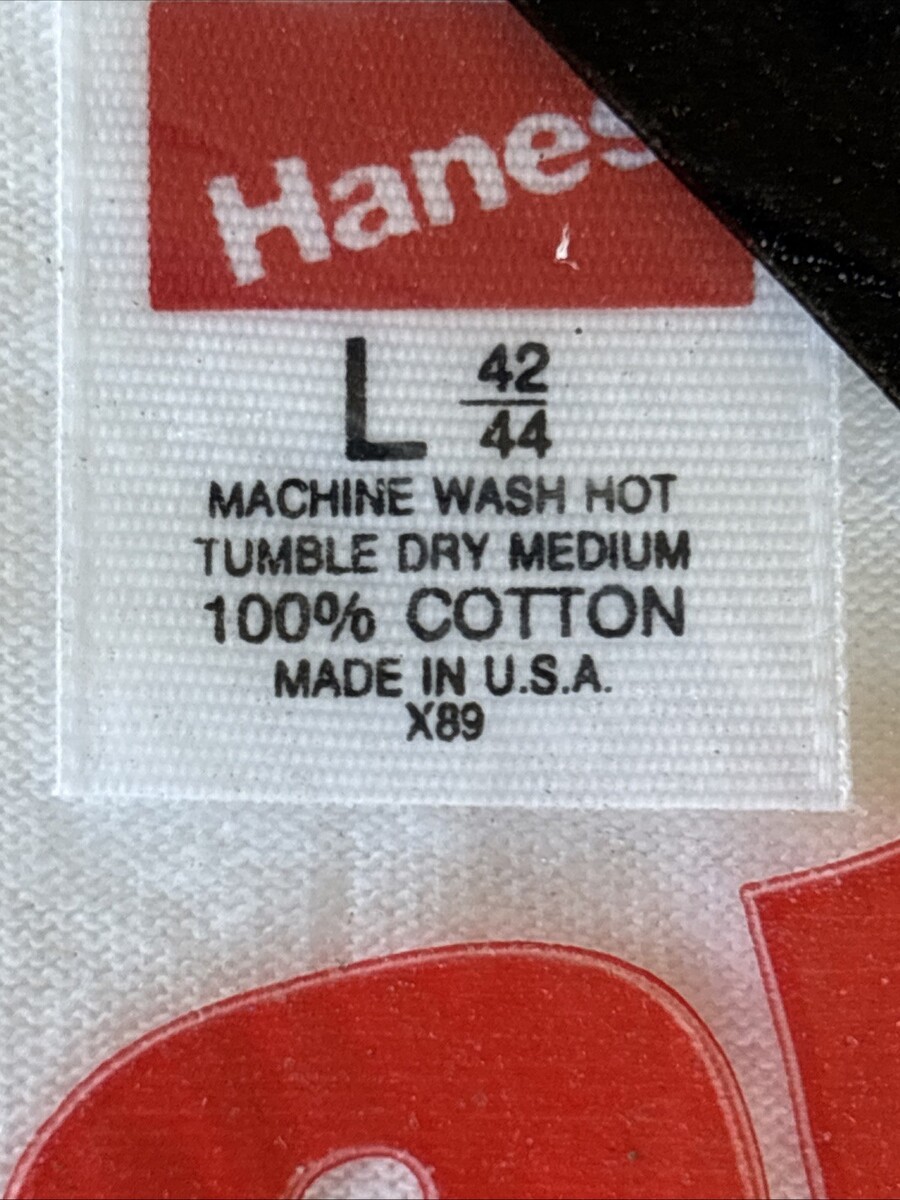 Hanes
L 42
44
MACHINE WASH HOT
TUMBLE DRY MEDIUM
100% COTTON
MADE IN U.S.A.
X89